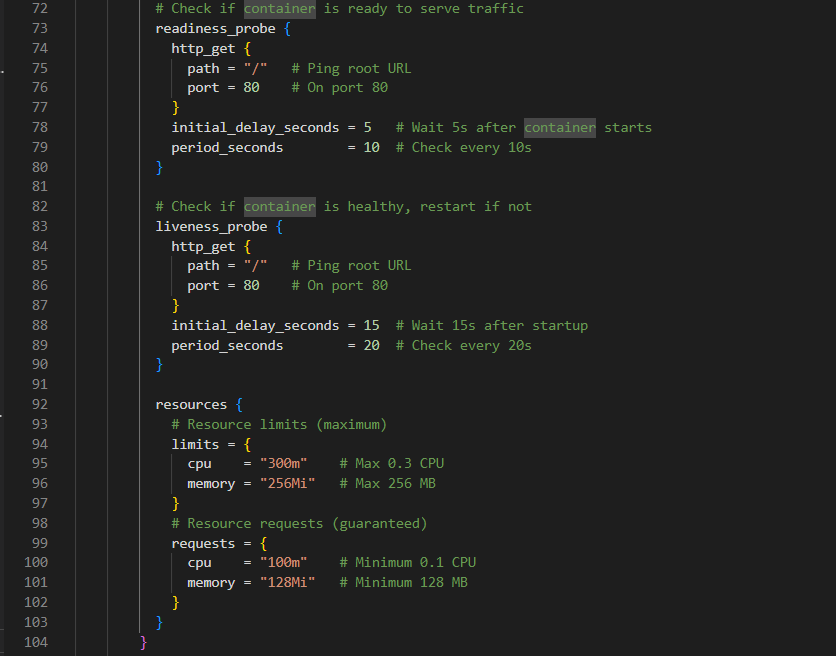 72 # Check if container is ready to serve traffic
73 readiness_probe {
74 http_get {
75 path = "/" # Ping root URL
76 port = 80 # On port 80
77 }
78 initial_delay_seconds = 5 # Wait 5s after container starts
79 period_seconds = 10 # Check every 10s
80 }
81
82 # Check if container is healthy, restart if not
83 liveness_probe {
84 http_get {
85 path = "/" # Ping root URL
86 port = 80 # On port 80
87 }
88 initial_delay_seconds = 15 # Wait 15s after startup
89 period_seconds = 20 # Check every 20s
90 }
91
92 resources {
93 # Resource limits (maximum)
94 limits = {
95 cpu = "300m" # Max 0.3 CPU
96 memory = "256Mi" # Max 256 MB
97 }
98 # Resource requests (guaranteed)
99 requests = {
100 cpu = "100m" # Minimum 0.1 CPU
101 memory = "128Mi" # Minimum 128 MB
102 }
103 }
104 }